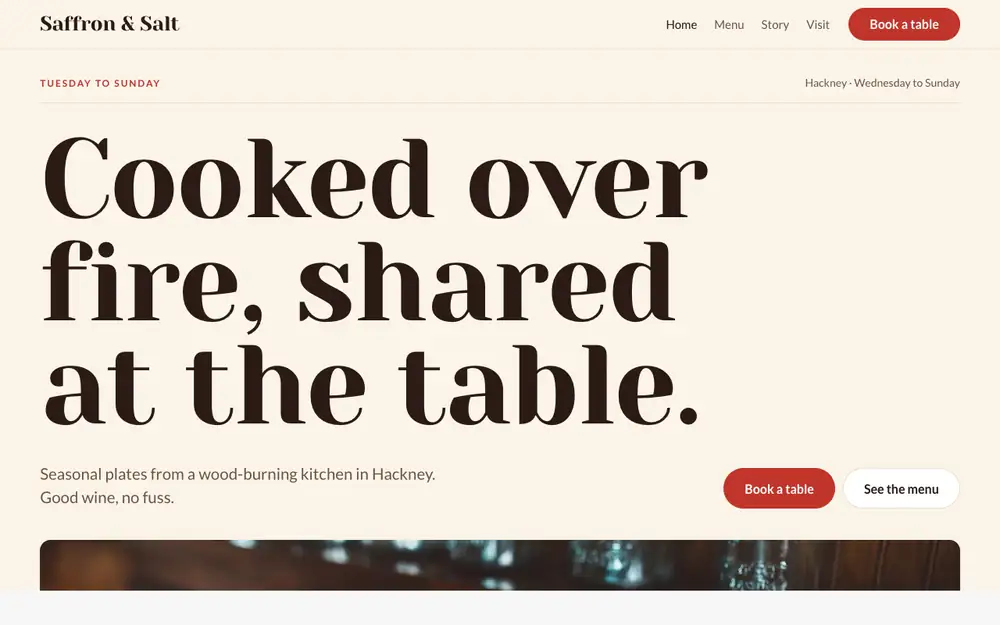 Saffron & Salt
Home Menu Story Visit Book a table
TUESDAY TO SUNDAY
Hackney · Wednesday to Sunday
Cooked over
fire, shared
at the table.
Seasonal plates from a wood-burning kitchen in Hackney.
Good wine, no fuss.
Book a table See the menu